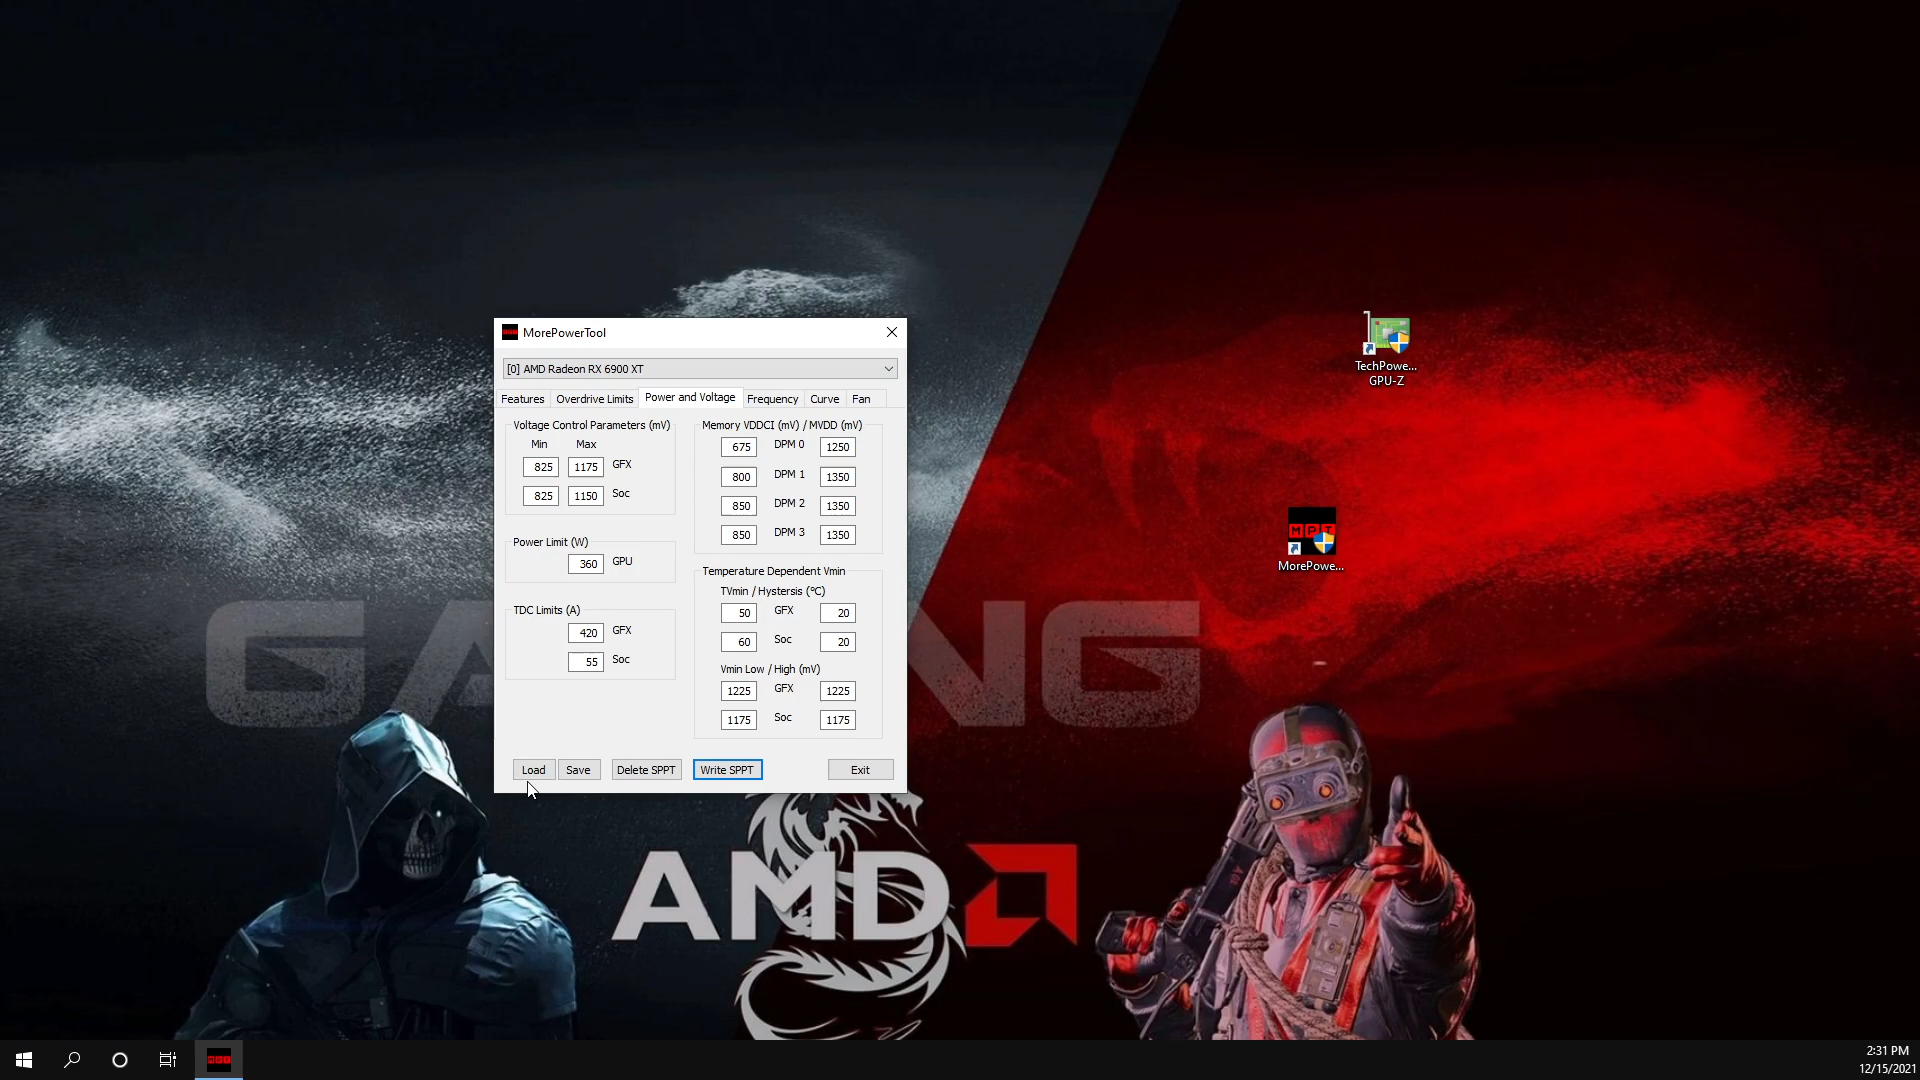 MorePowerTool
[0] AMD Radeon RX 6900 XT
Features Overdrive Limits Power and Voltage Frequency Curve Fan
Voltage Control Parameters (mV)
Min Max
825 1175 GFX
825 1150 Soc
Power Limit (W)
360 GPU
TDC Limits (A)
420 GFX
55 Soc
Memory VDDCI (mV) / MVDD (mV)
675 DPM 0 1250
800 DPM 1 1350
850 DPM 2 1350
850 DPM 3 1350
Temperature Dependent Vmin
TVmin / Hystersis (°C)
50 GFX 20
60 Soc 20
Vmin Low / High (mV)
1225 GFX 1225
1175 Soc 1175
Load Save Delete SPPT Write SPPT Exit
TechPowe...
GPU-Z
MPT
MorePowe...
AMD
MPT
2:31 PM
12/15/2021